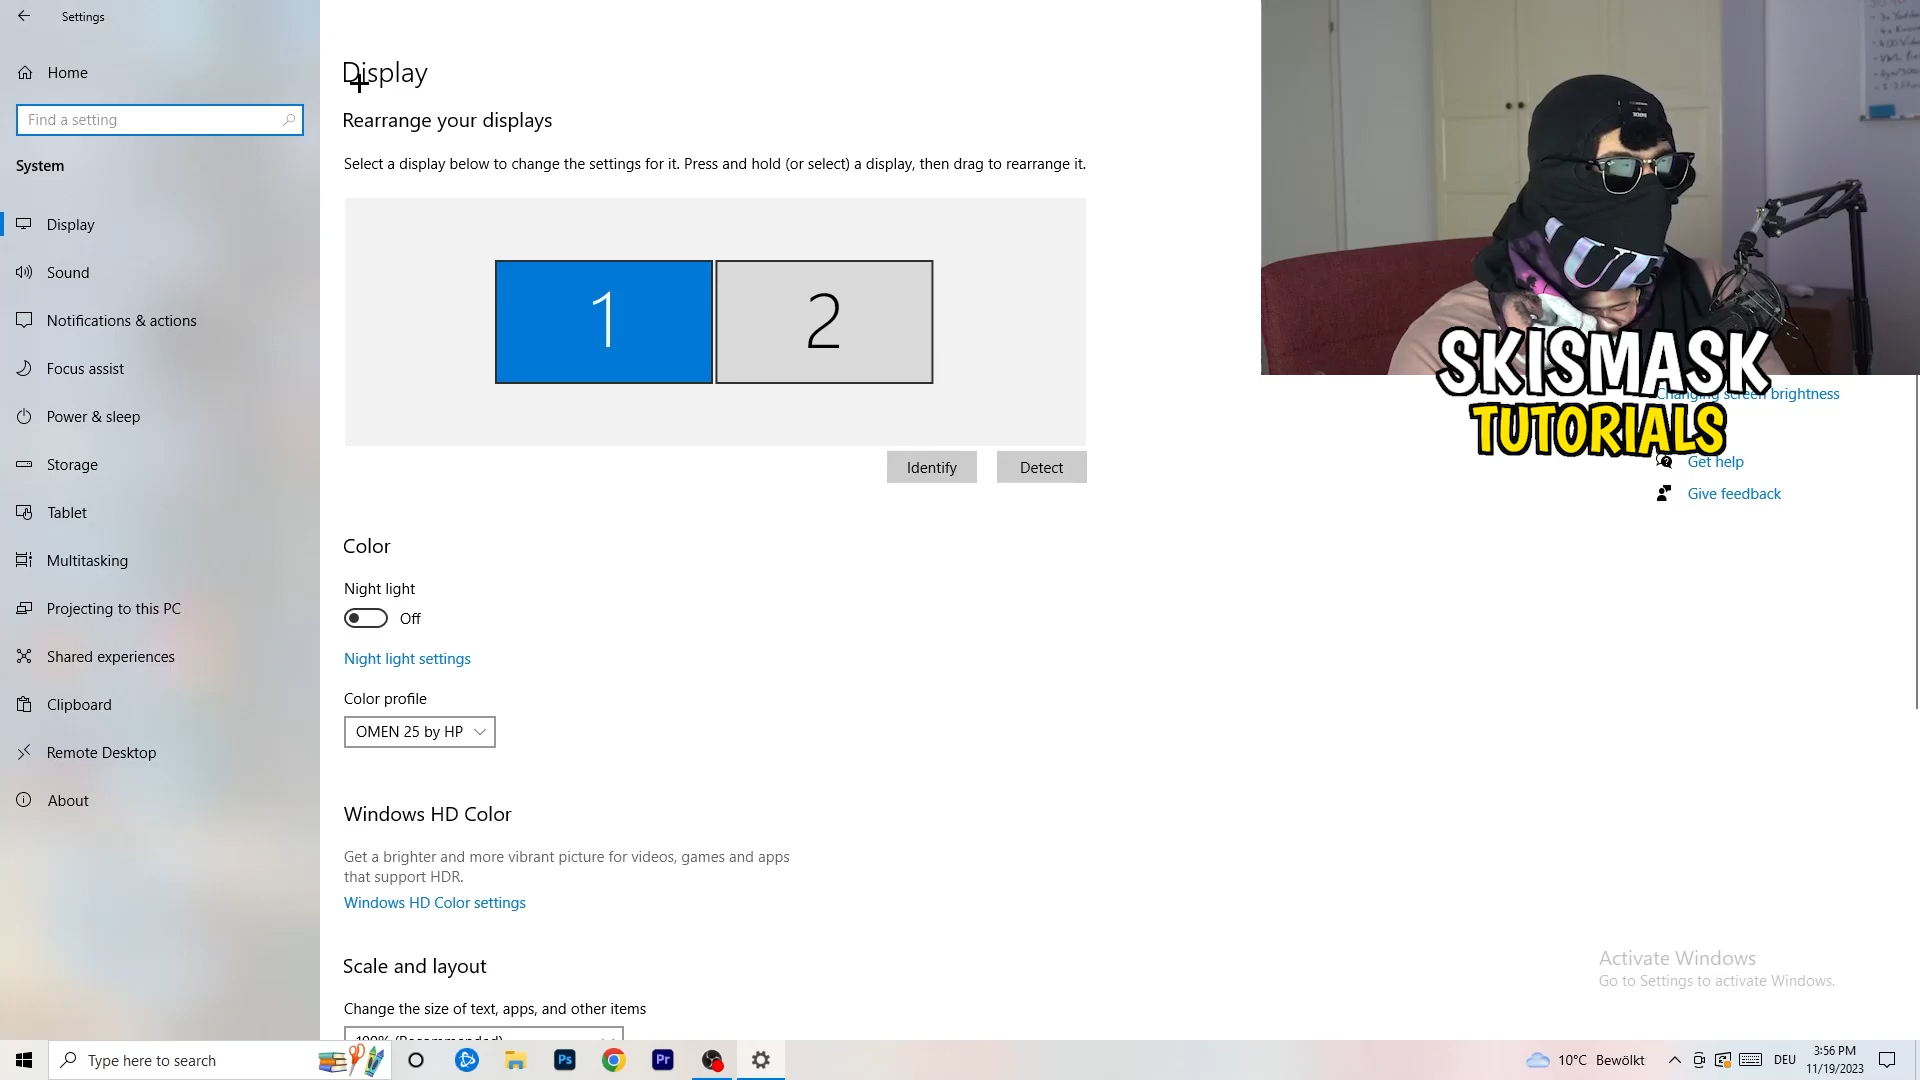 Settings
Home
Find a setting
System
Display
Sound
Notifications & actions
Focus assist
Power & sleep
Storage
Tablet
Multitasking
Projecting to this PC
Shared experiences
Clipboard
Remote Desktop
About
Display
Rearrange your displays
Select a display below to change the settings for it. Press and hold (or select) a display, then drag to rearrange it.
1
2
Identify
Detect
Color
Night light
Off
Night light settings
Color profile
OMEN 25 by HP
Windows HD Color
Get a brighter and more vibrant picture for videos, games and apps
that support HDR.
Windows HD Color settings
Scale and layout
Change the size of text, apps, and other items
100% (Recommended)
SKISMASK
TUTORIALS
Changing screen brightness
Get help
Give feedback
Activate Windows
Go to Settings to activate Windows.
Type here to search
Ps
Pr
10°C Bewölkt
DEU
3:56 PM
11/19/2023